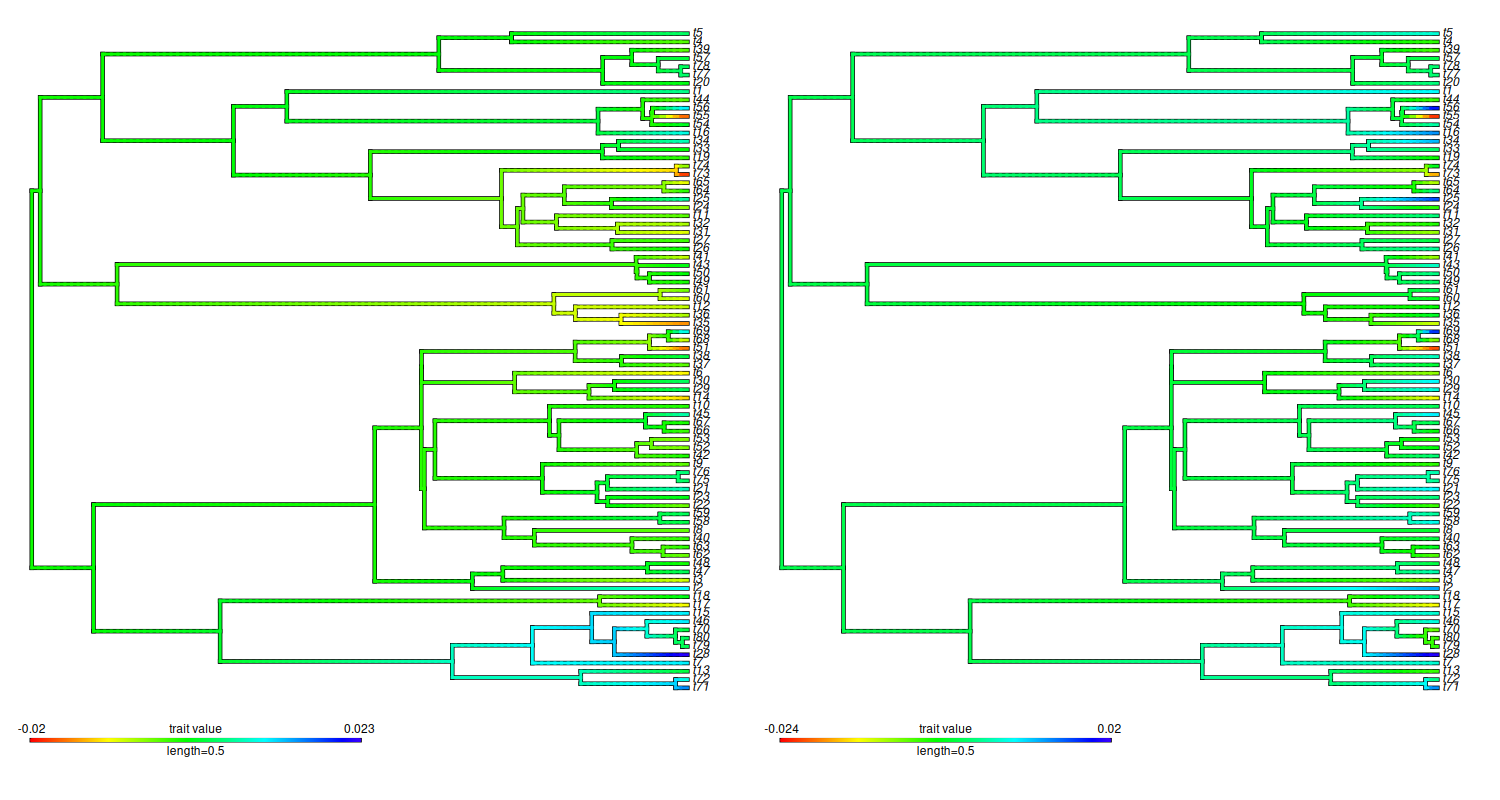 t5 t5
t4 t4
t39 t39
t57 t57
t78 t78
t77 t77
t20 t20
t1 t1
t44 t44
t56 t56
t55 t55
t54 t54
t16 t16
t34 t34
t33 t33
t19 t19
t74 t74
t73 t73
t65 t65
t64 t64
t25 t25
t24 t24
t11 t11
t32 t32
t31 t31
t27 t27
t26 t26
t41 t41
t43 t43
t50 t50
t49 t49
t61 t61
t60 t60
t12 t12
t36 t36
t35 t35
t69 t69
t68 t68
t51 t51
t38 t38
t37 t37
t6 t6
t30 t30
t29 t29
t14 t14
t10 t10
t45 t45
t67 t67
t66 t66
t53 t53
t52 t52
t42 t42
t9 t9
t76 t76
t75 t75
t21 t21
t23 t23
t22 t22
t59 t59
t58 t58
t8 t8
t40 t40
t63 t63
t62 t62
t48 t48
t47 t47
t3 t3
t2 t2
t18 t18
t17 t17
t15 t15
t46 t46
t70 t70
t80 t80
t79 t79
t28 t28
t7 t7
t13 t13
t72 t72
t71 t71
-0.02 trait value 0.023 -0.024 trait value 0.02
length=0.5 length=0.5